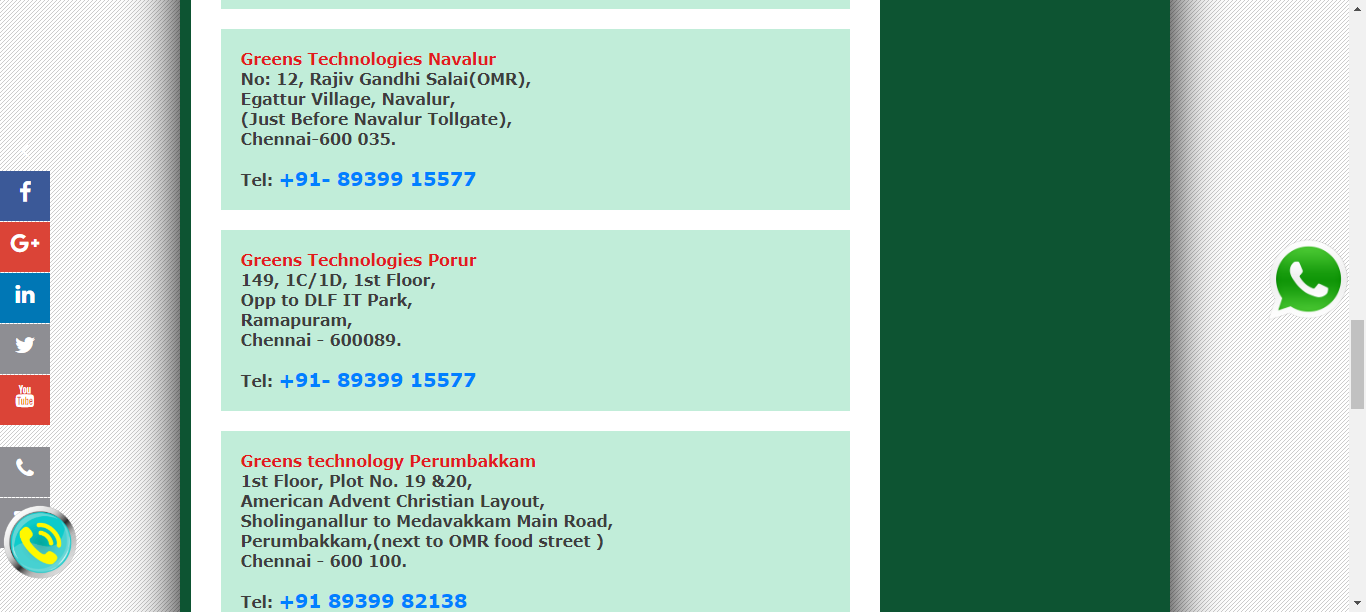 Greens Technologies Navalur
No: 12, Rajiv Gandhi Salai(OMR),
Egattur Village, Navalur,
(Just Before Navalur Tollgate),
Chennai-600 035.
Tel: +91- 89399 15577
Greens Technologies Porur
149, 1C/1D, 1st Floor,
Opp to DLF IT Park,
Ramapuram,
Chennai - 600089.
Tel: +91- 89399 15577
Greens technology Perumbakkam
1st Floor, Plot No. 19 &20,
American Advent Christian Layout,
Sholinganallur to Medavakkam Main Road,
Perumbakkam,(next to OMR food street )
Chennai - 600 100.
Tel: +91 89399 82138
f
G+
in
You
Tube